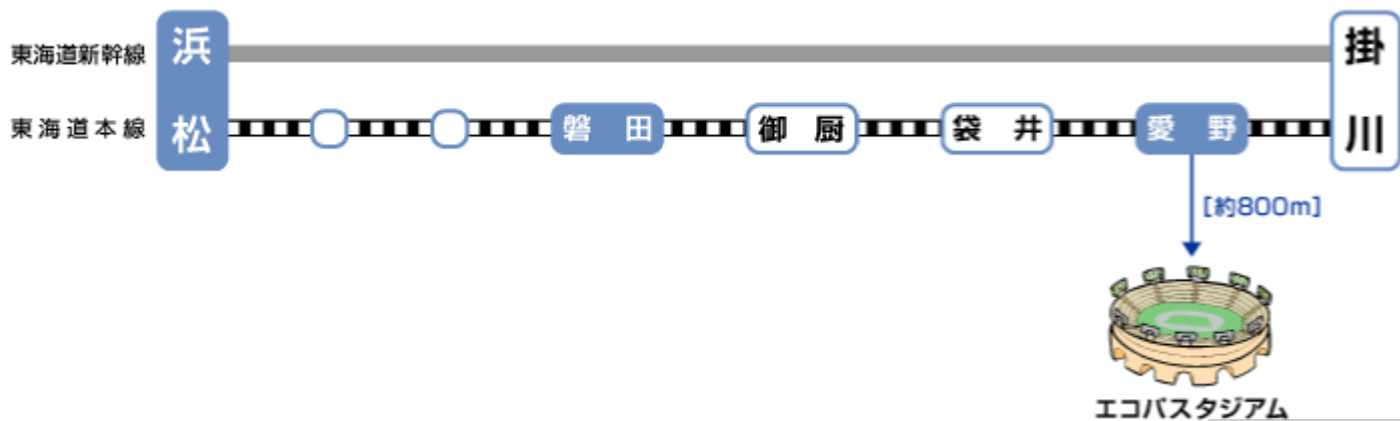 東海道新幹線
浜松
掛川
東海道本線
磐田
御厨
袋井
愛野
[約800m]
エコパスタジアム